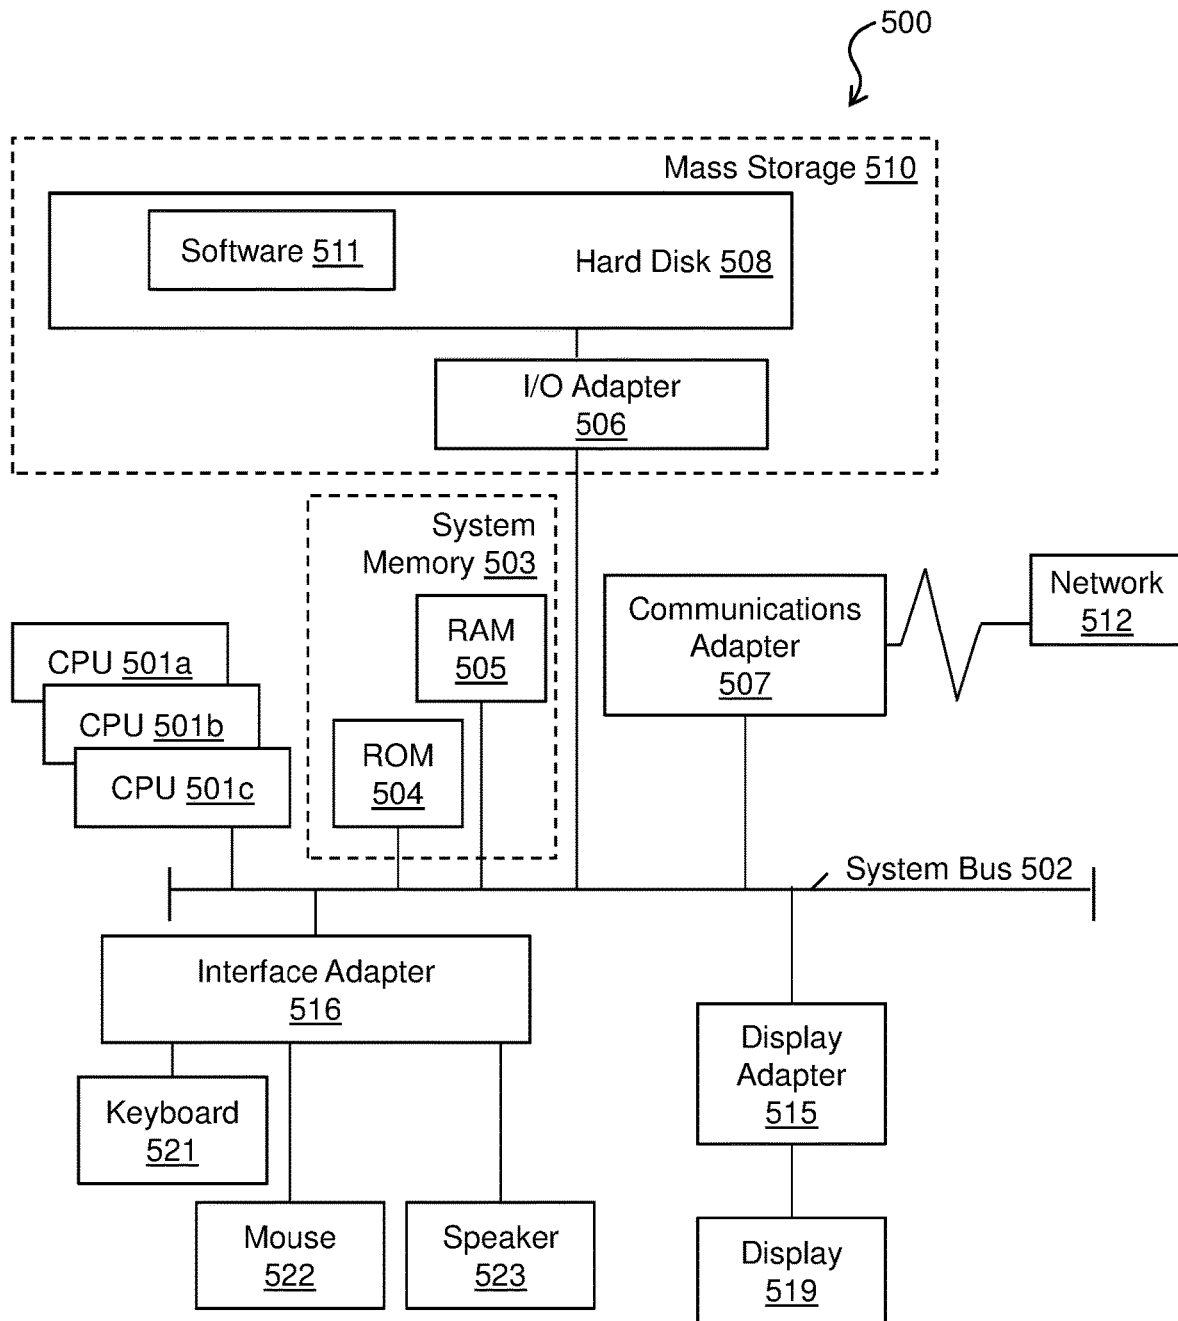 500
Mass Storage 510
Software 511
Hard Disk 508
I/O Adapter
506
System
Memory 503
RAM
505
ROM
504
Communications
Adapter
507
Network
512
CPU 501a
CPU 501b
CPU 501c
System Bus 502
Interface Adapter
516
Keyboard
521
Mouse
522
Speaker
523
Display
Adapter
515
Display
519